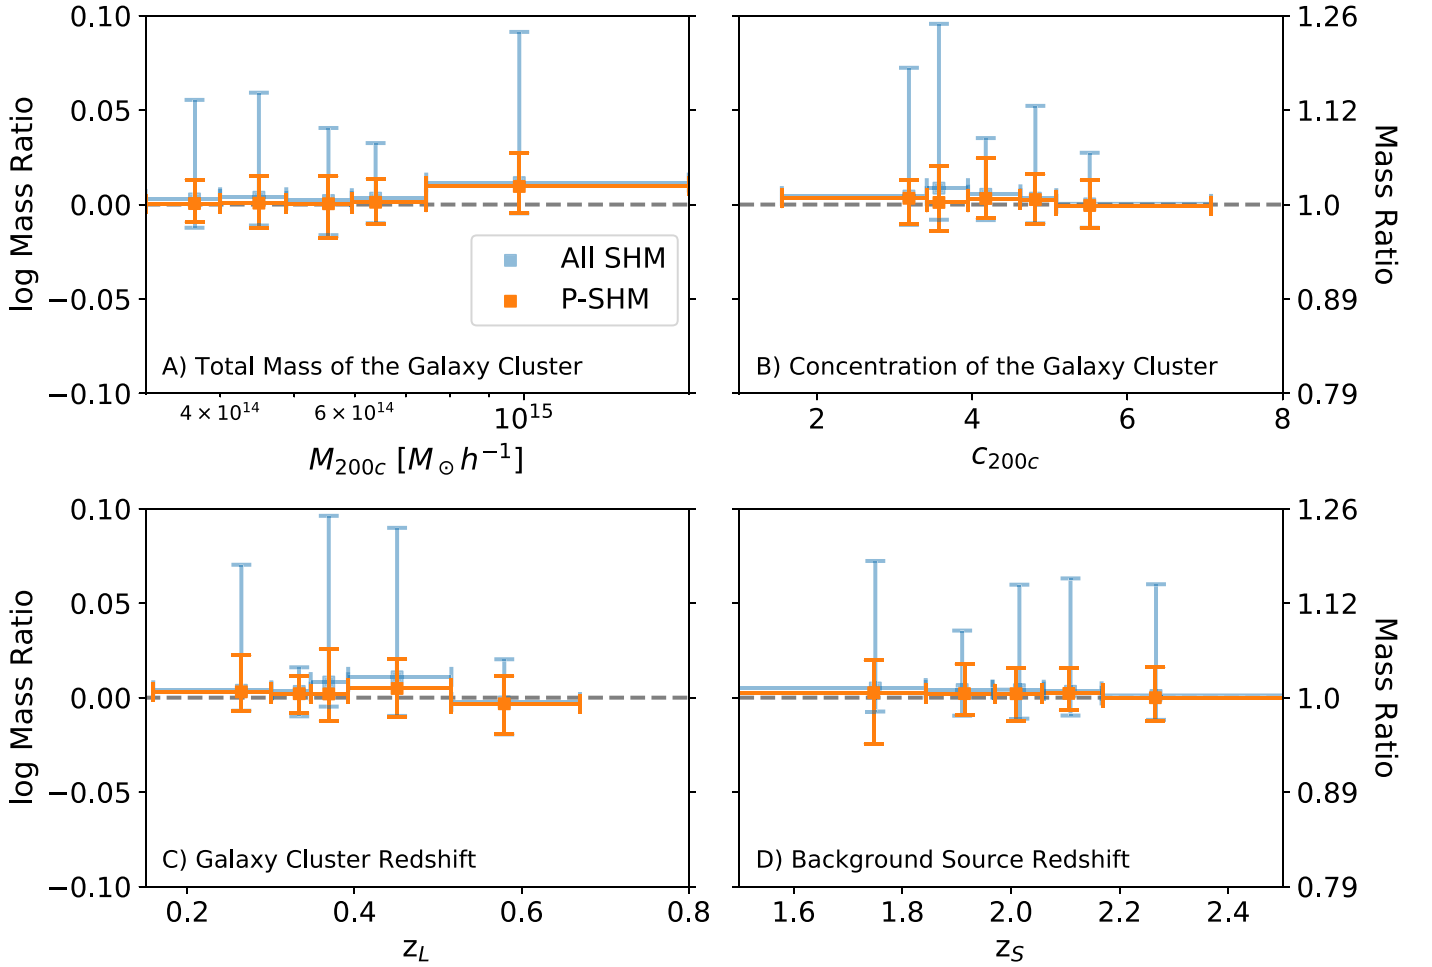 0.10
0.05
0.00
−0.05
−0.10
log Mass Ratio
All SHM
P-SHM
A) Total Mass of the Galaxy Cluster
4 × 10¹⁴
6 × 10¹⁴
10¹⁵
M₂₀₀c [M⊙h⁻¹]
B) Concentration of the Galaxy Cluster
2
4
6
8
c₂₀₀c
1.26
1.12
1.0
0.89
0.79
Mass Ratio
0.10
0.05
0.00
−0.05
−0.10
log Mass Ratio
C) Galaxy Cluster Redshift
0.2
0.4
0.6
0.8
z_L
D) Background Source Redshift
1.6
1.8
2.0
2.2
2.4
z_S
1.26
1.12
1.0
0.89
0.79
Mass Ratio